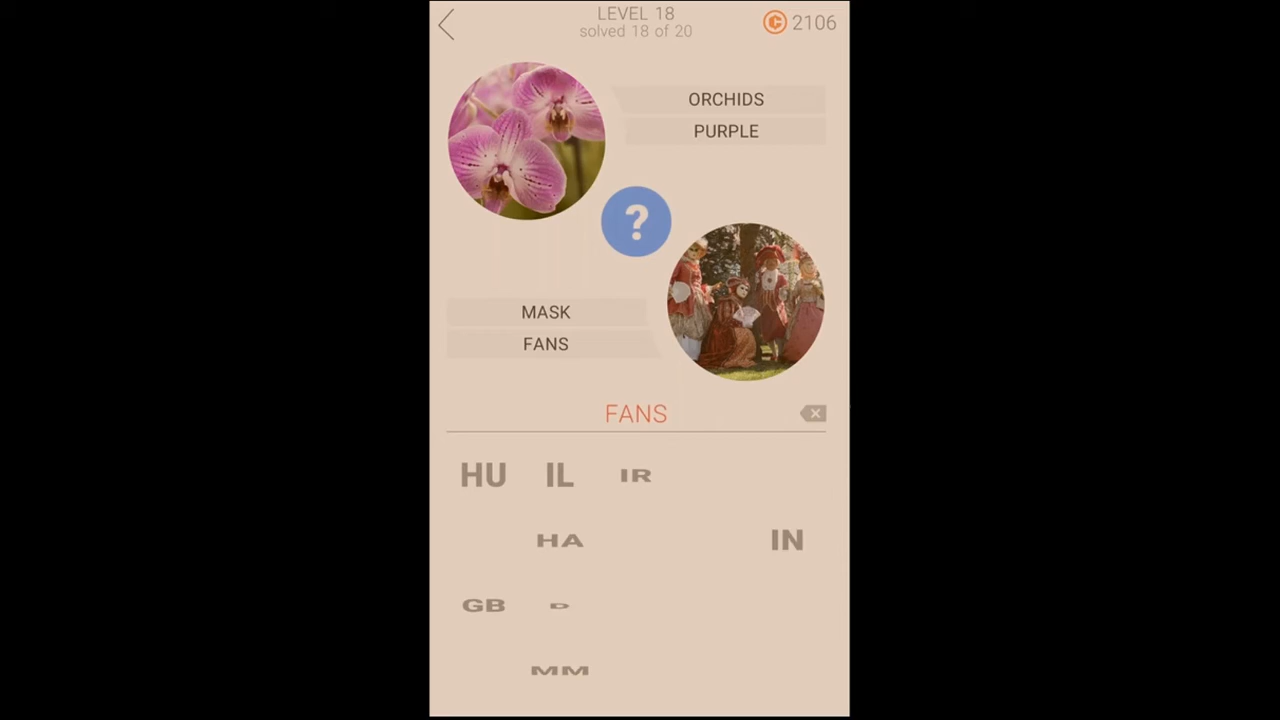 LEVEL 18
solved 18 of 20
2106
ORCHIDS
PURPLE
?
MASK
FANS
FANS
HU IL IR
HA IN
GB D
MM